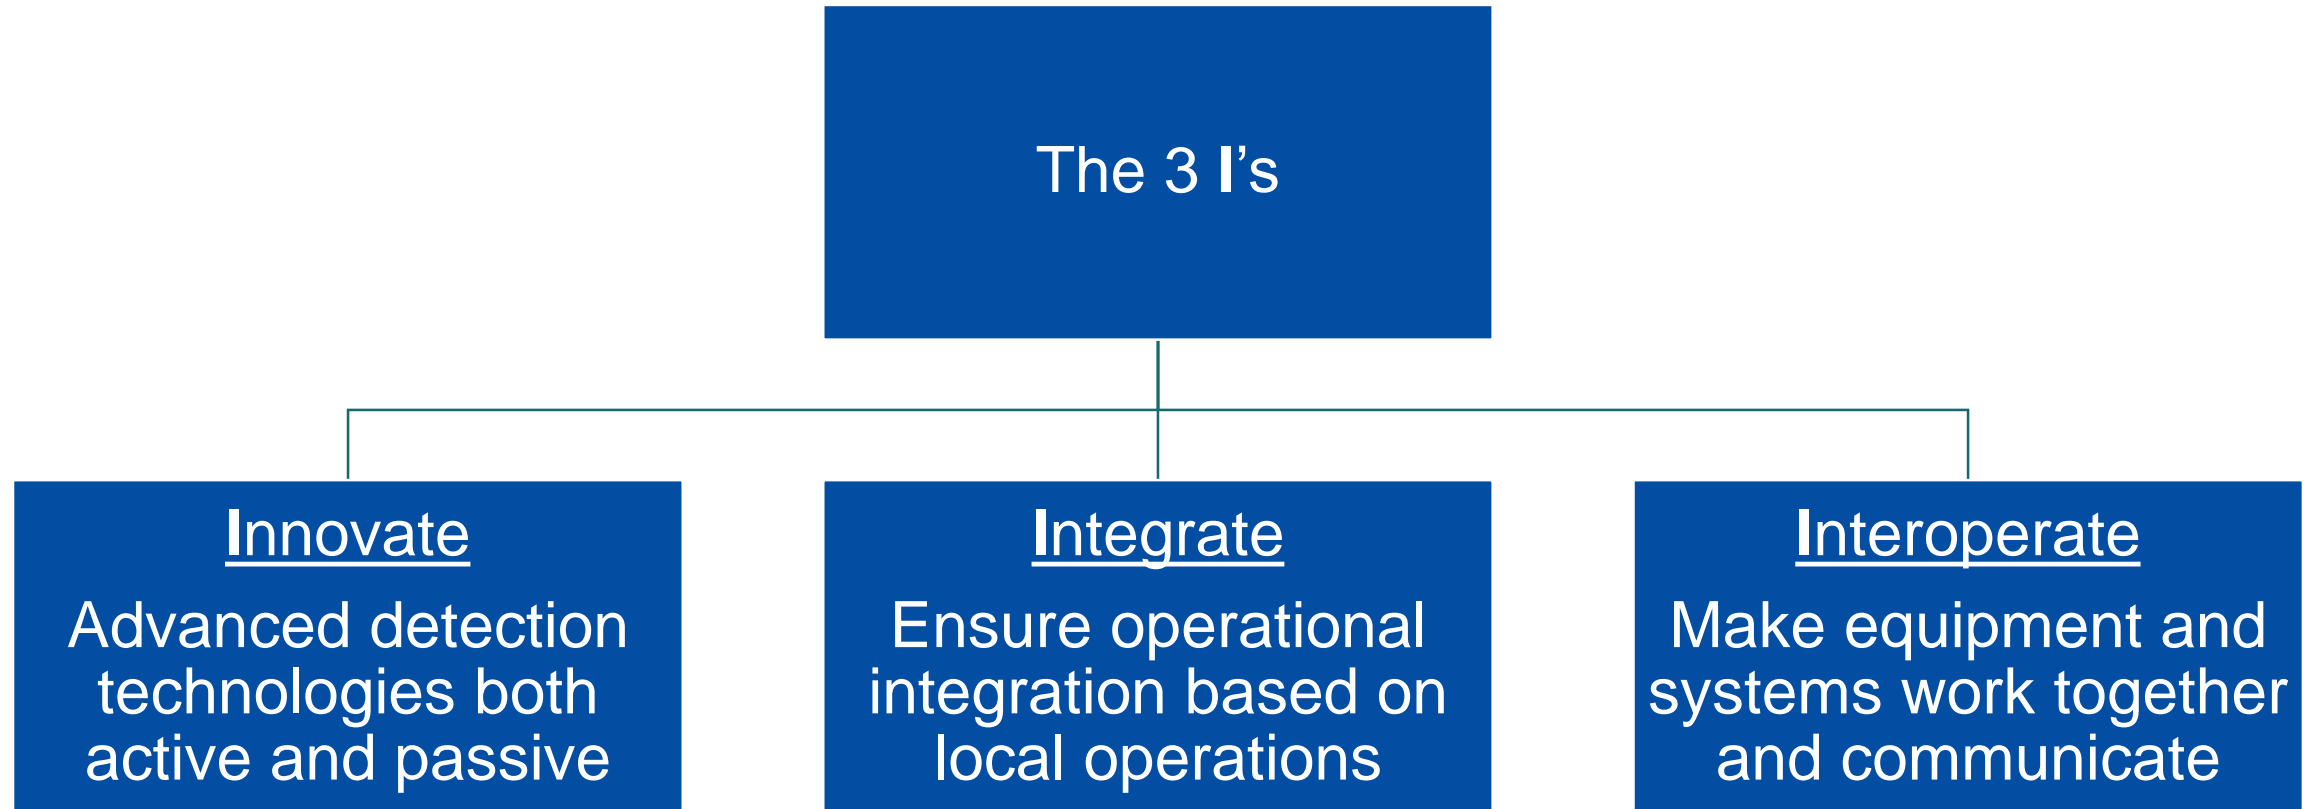 The 3 I’s
Innovate
Advanced detection
technologies both
active and passive
Integrate
Ensure operational
integration based on
local operations
Interoperate
Make equipment and
systems work together
and communicate